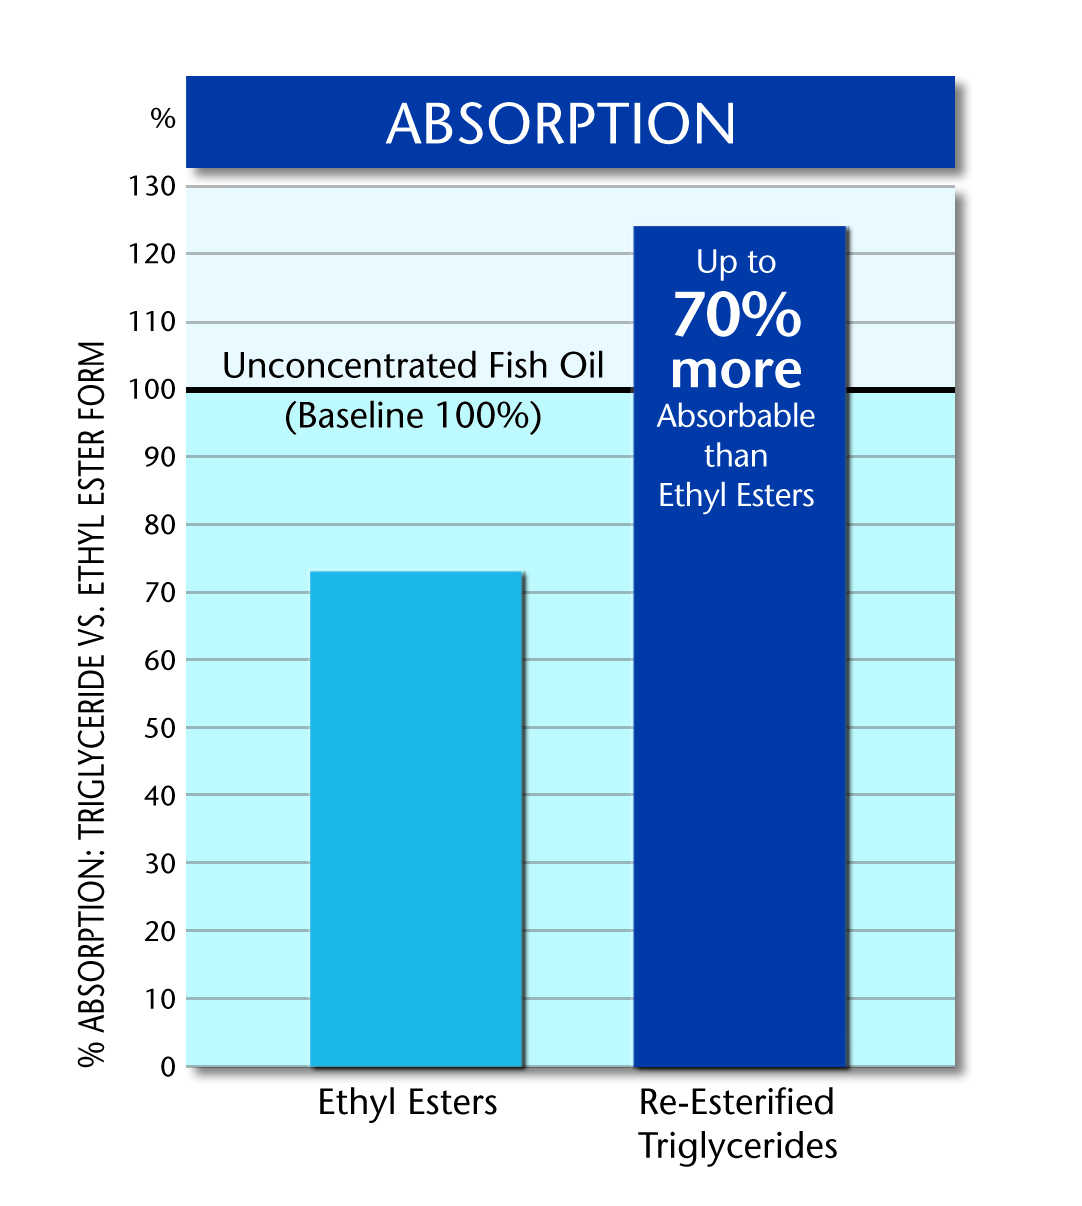 %
ABSORPTION
130
120
110
100
90
80
70
60
50
40
30
20
10
0
% ABSORPTION: TRIGLYCERIDE VS. ETHYL ESTER FORM
Unconcentrated Fish Oil
(Baseline 100%)
Up to
70%
more
Absorbable
than
Ethyl Esters
Ethyl Esters
Re-Esterified
Triglycerides